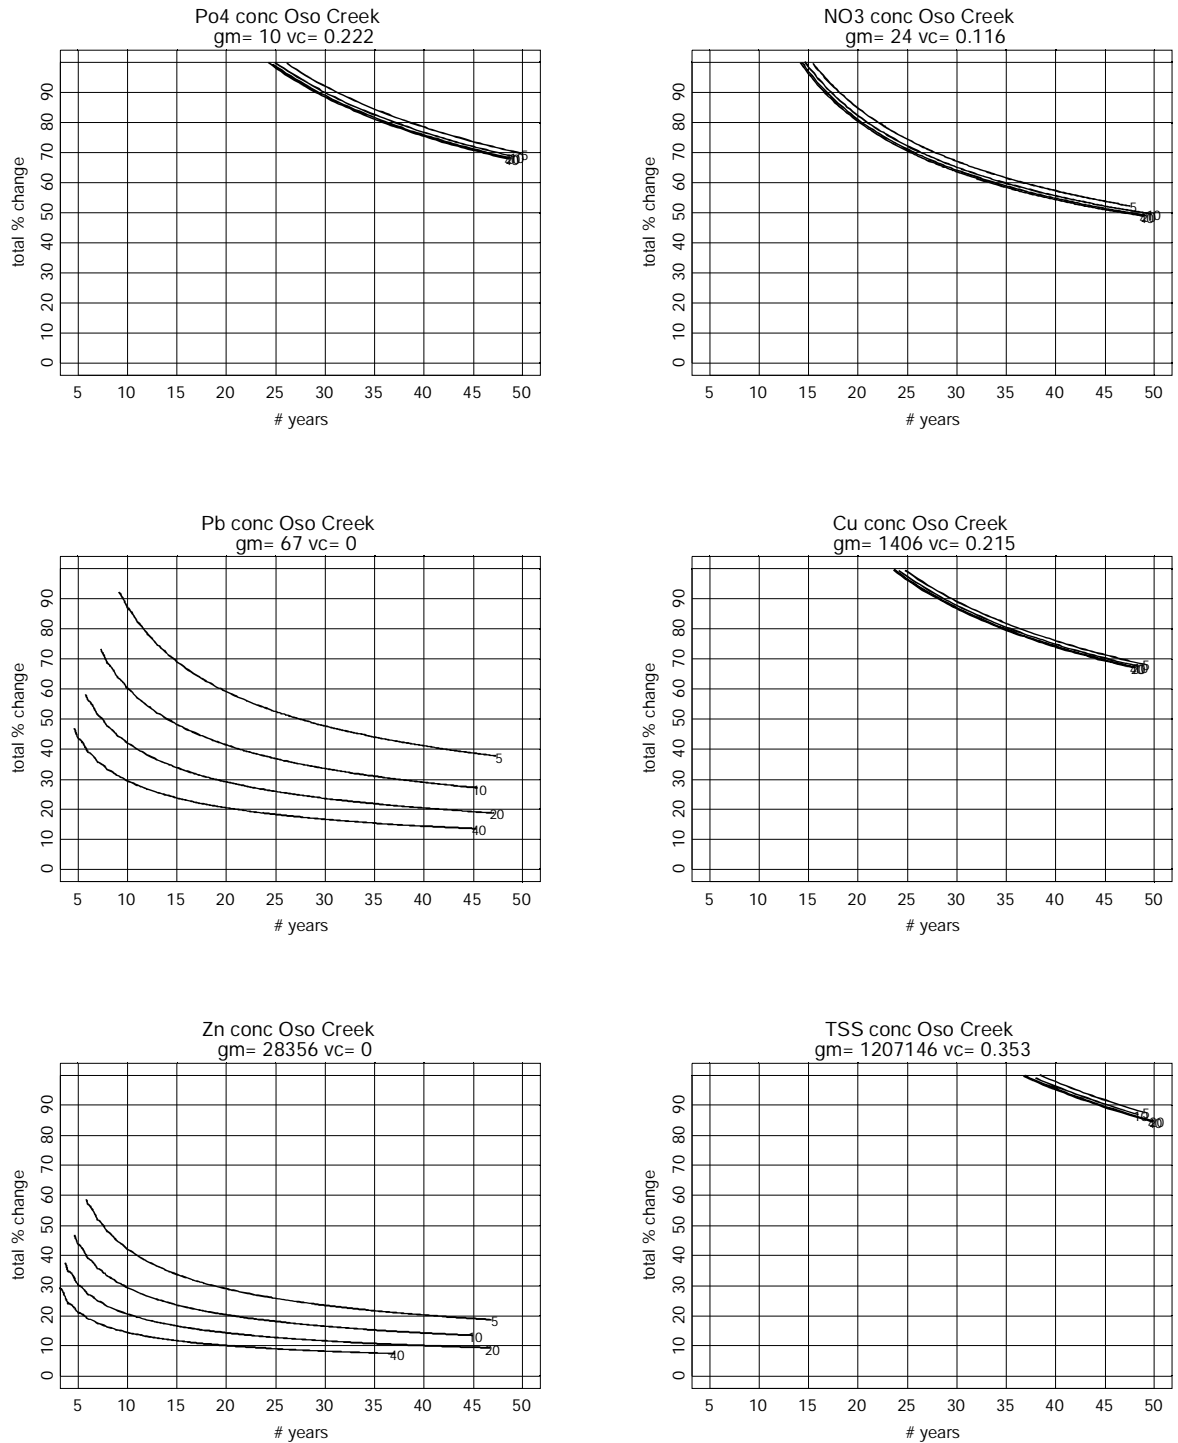 Po4 conc Oso Creek
gm= 10 vc= 0.222
total % change
0 10 20 30 40 50 60 70 80 90
5
5 10 15 20 25 30 35 40 45 50
# years
NO3 conc Oso Creek
gm= 24 vc= 0.116
total % change
0 10 20 30 40 50 60 70 80 90
5
10
5 10 15 20 25 30 35 40 45 50
# years
Pb conc Oso Creek
gm= 67 vc= 0
total % change
0 10 20 30 40 50 60 70 80 90
5
10
20
40
5 10 15 20 25 30 35 40 45 50
# years
Cu conc Oso Creek
gm= 1406 vc= 0.215
total % change
0 10 20 30 40 50 60 70 80 90
5
5 10 15 20 25 30 35 40 45 50
# years
Zn conc Oso Creek
gm= 28356 vc= 0
total % change
0 10 20 30 40 50 60 70 80 90
5
10
20
40
5 10 15 20 25 30 35 40 45 50
# years
TSS conc Oso Creek
gm= 1207146 vc= 0.353
total % change
0 10 20 30 40 50 60 70 80 90
5
10
5 10 15 20 25 30 35 40 45 50
# years